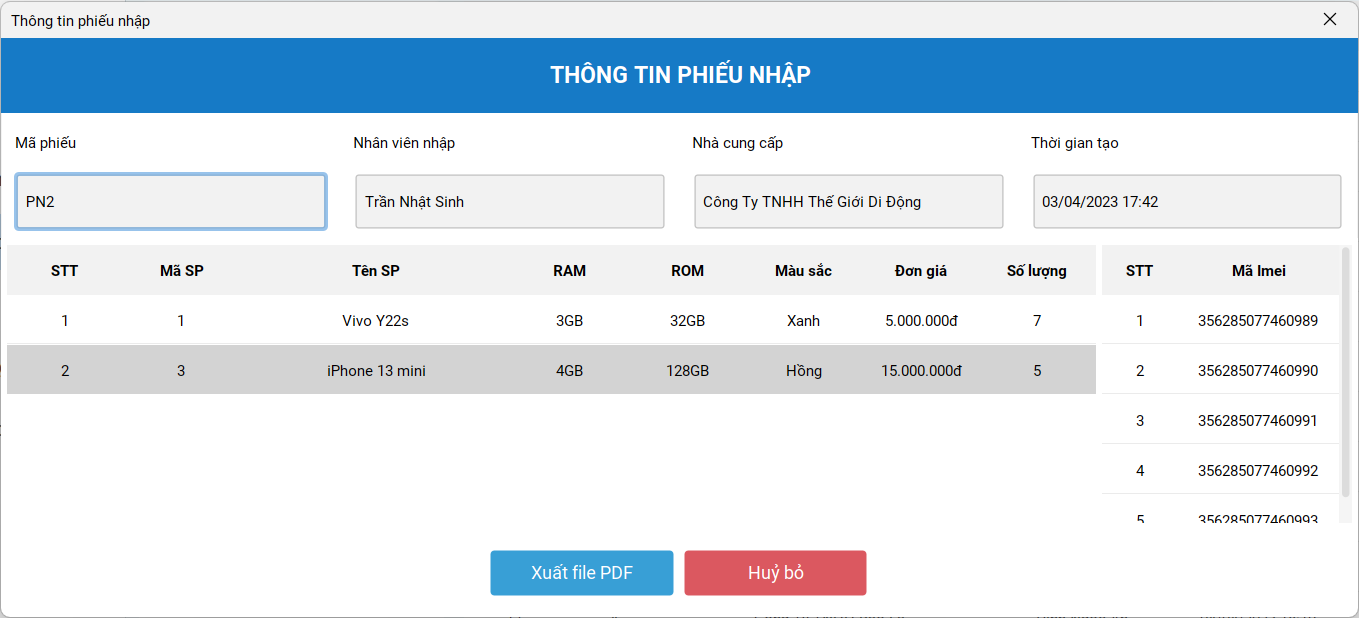 Thông tin phiếu nhập
THÔNG TIN PHIẾU NHẬP
Mã phiếu Nhân viên nhập Nhà cung cấp Thời gian tạo
PN2 Trần Nhật Sinh Công Ty TNHH Thế Giới Di Động 03/04/2023 17:42
STT Mã SP Tên SP RAM ROM Màu sắc Đơn giá Số lượng STT Mã Imei
1 1 Vivo Y22s 3GB 32GB Xanh 5.000.000đ 7 1 356285077460989
2 3 iPhone 13 mini 4GB 128GB Hồng 15.000.000đ 5 2 356285077460990
3 356285077460991
4 356285077460992
5 356285077460993
Xuất file PDF Huỷ bỏ